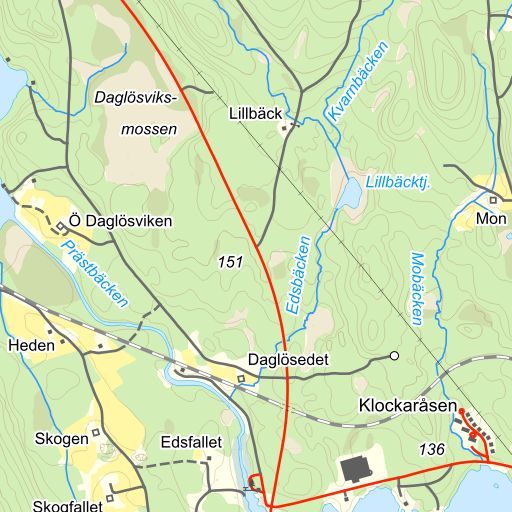 Daglösviks-
mossen
Lillbäck
Kvarnbäcken
Lillbäcktj.
Ö Daglösviken
Mon
Prästbäcken
151
Edsbäcken
Mobäcken
Heden
Daglösedet
Klockaråsen
Skogen
Edsfallet
136
Skogfallet